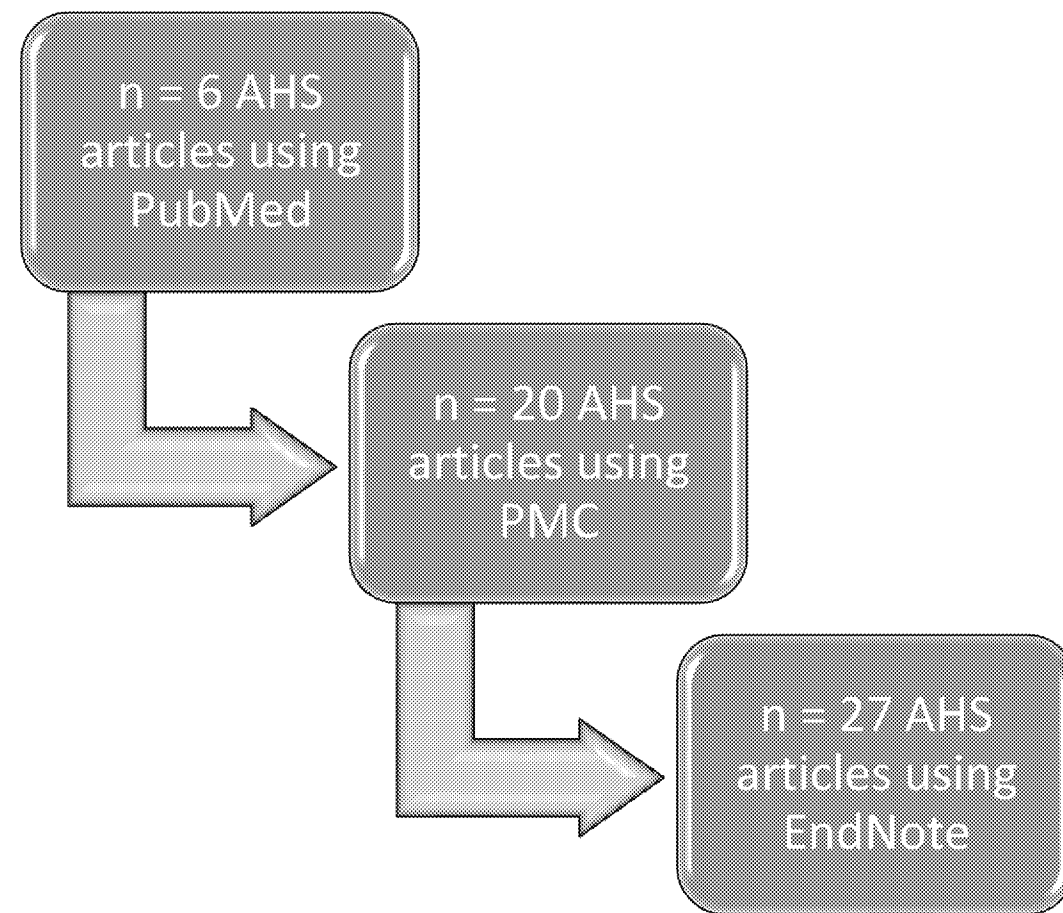 n = 6 AHS
articles using
PubMed
n = 20 AHS
articles using
PMC
n = 27 AHS
articles using
EndNote